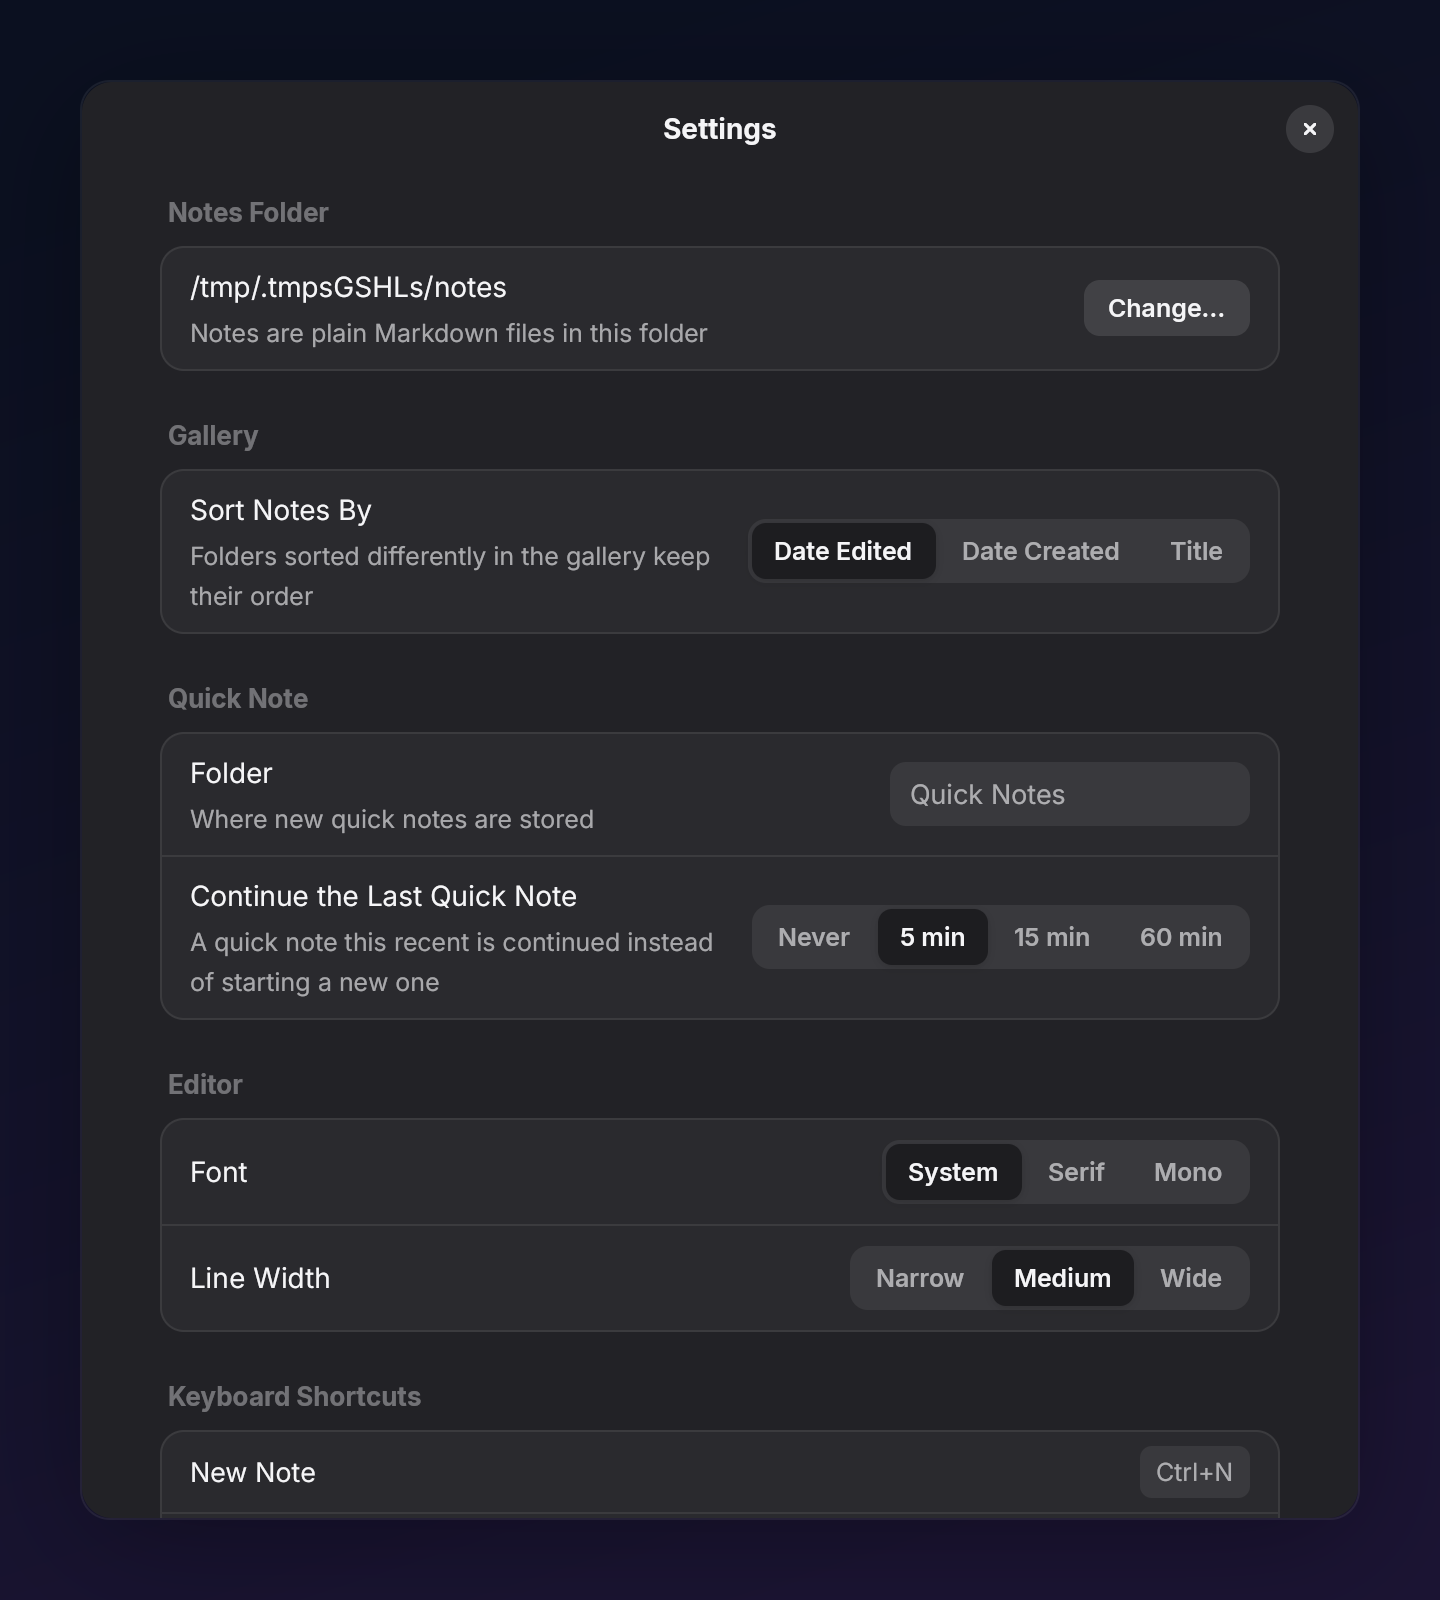 Settings
Notes Folder
/tmp/.tmpsGSHLs/notes
Notes are plain Markdown files in this folder
Change...
Gallery
Sort Notes By
Folders sorted differently in the gallery keep
their order
Date Edited Date Created Title
Quick Note
Folder
Where new quick notes are stored
Quick Notes
Continue the Last Quick Note
A quick note this recent is continued instead
of starting a new one
Never 5 min 15 min 60 min
Editor
Font
System Serif Mono
Line Width
Narrow Medium Wide
Keyboard Shortcuts
New Note
Ctrl+N